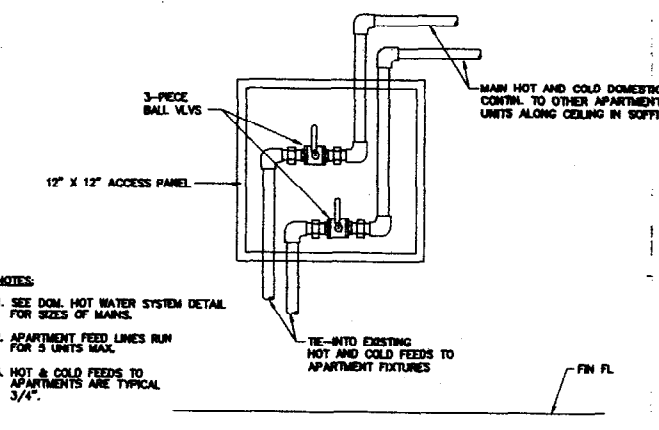 3-PIECE
BALL VLVS
MAIN HOT AND COLD DOMESTIC
CONTIN. TO OTHER APARTMENT
UNITS ALONG CEILING IN SOFFI
12" X 12" ACCESS PANEL
NOTES:
. SEE DOM. HOT WATER SYSTEM DETAIL
FOR SIZES OF MAINS.
. APARTMENT FEED LINES RUN
FOR 5 UNITS MAX.
. HOT & COLD FEEDS TO
APARTMENTS ARE TYPICAL
3/4".
TIE-INTO EXISTING
HOT AND COLD FEEDS TO
APARTMENT FIXTURES
FIN FL